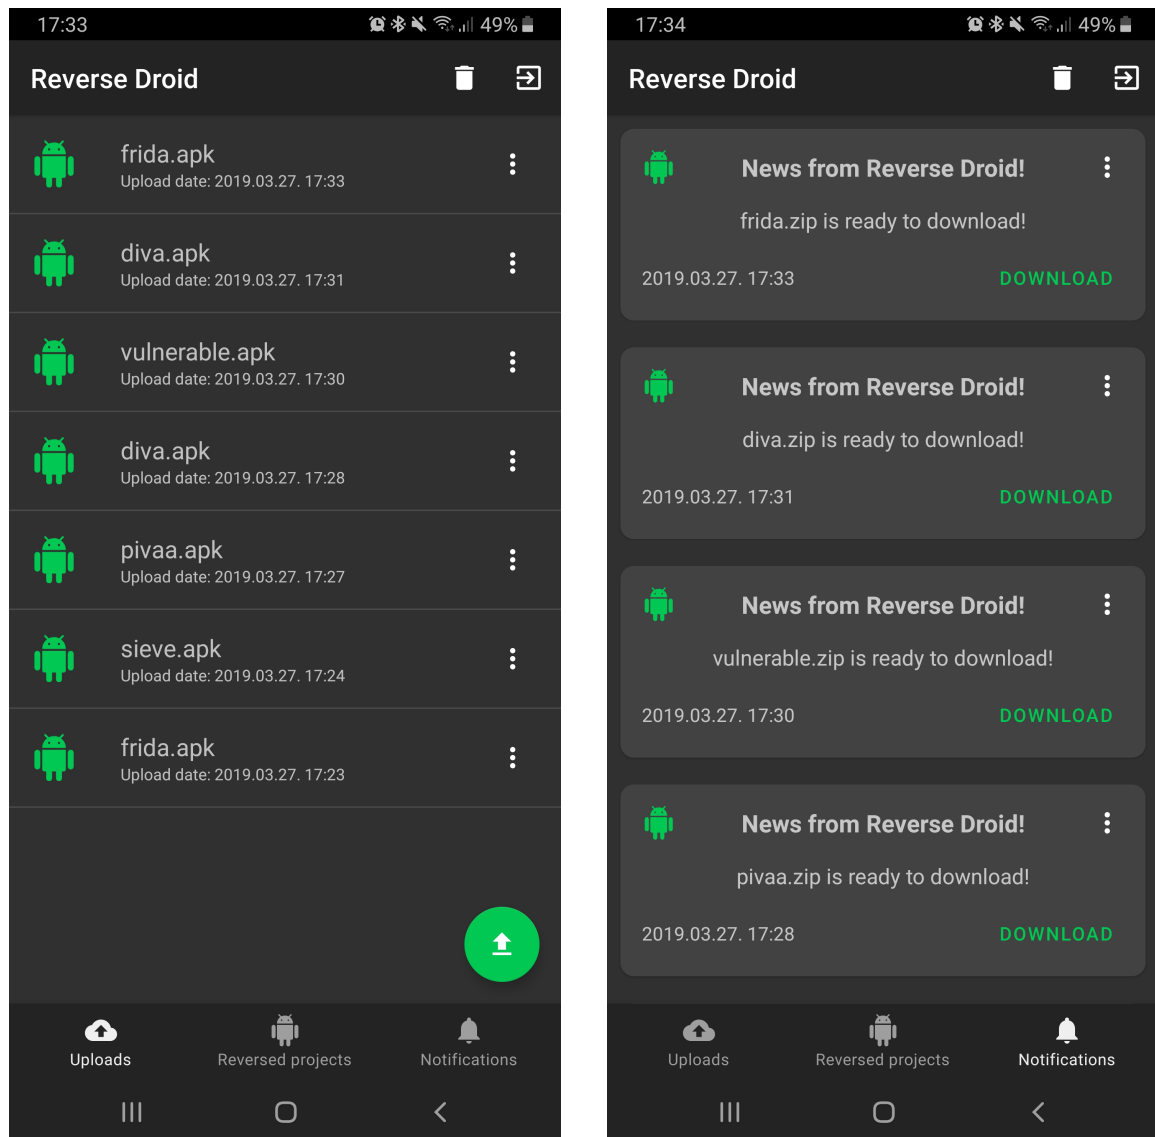 17:33
49%
Reverse Droid
frida.apk
Upload date: 2019.03.27. 17:33
diva.apk
Upload date: 2019.03.27. 17:31
vulnerable.apk
Upload date: 2019.03.27. 17:30
diva.apk
Upload date: 2019.03.27. 17:28
pivaa.apk
Upload date: 2019.03.27. 17:27
sieve.apk
Upload date: 2019.03.27. 17:24
frida.apk
Upload date: 2019.03.27. 17:23
Uploads
Reversed projects
Notifications
17:34
49%
Reverse Droid
News from Reverse Droid!
frida.zip is ready to download!
2019.03.27. 17:33
DOWNLOAD
News from Reverse Droid!
diva.zip is ready to download!
2019.03.27. 17:31
DOWNLOAD
News from Reverse Droid!
vulnerable.zip is ready to download!
2019.03.27. 17:30
DOWNLOAD
News from Reverse Droid!
pivaa.zip is ready to download!
2019.03.27. 17:28
DOWNLOAD
Uploads
Reversed projects
Notifications